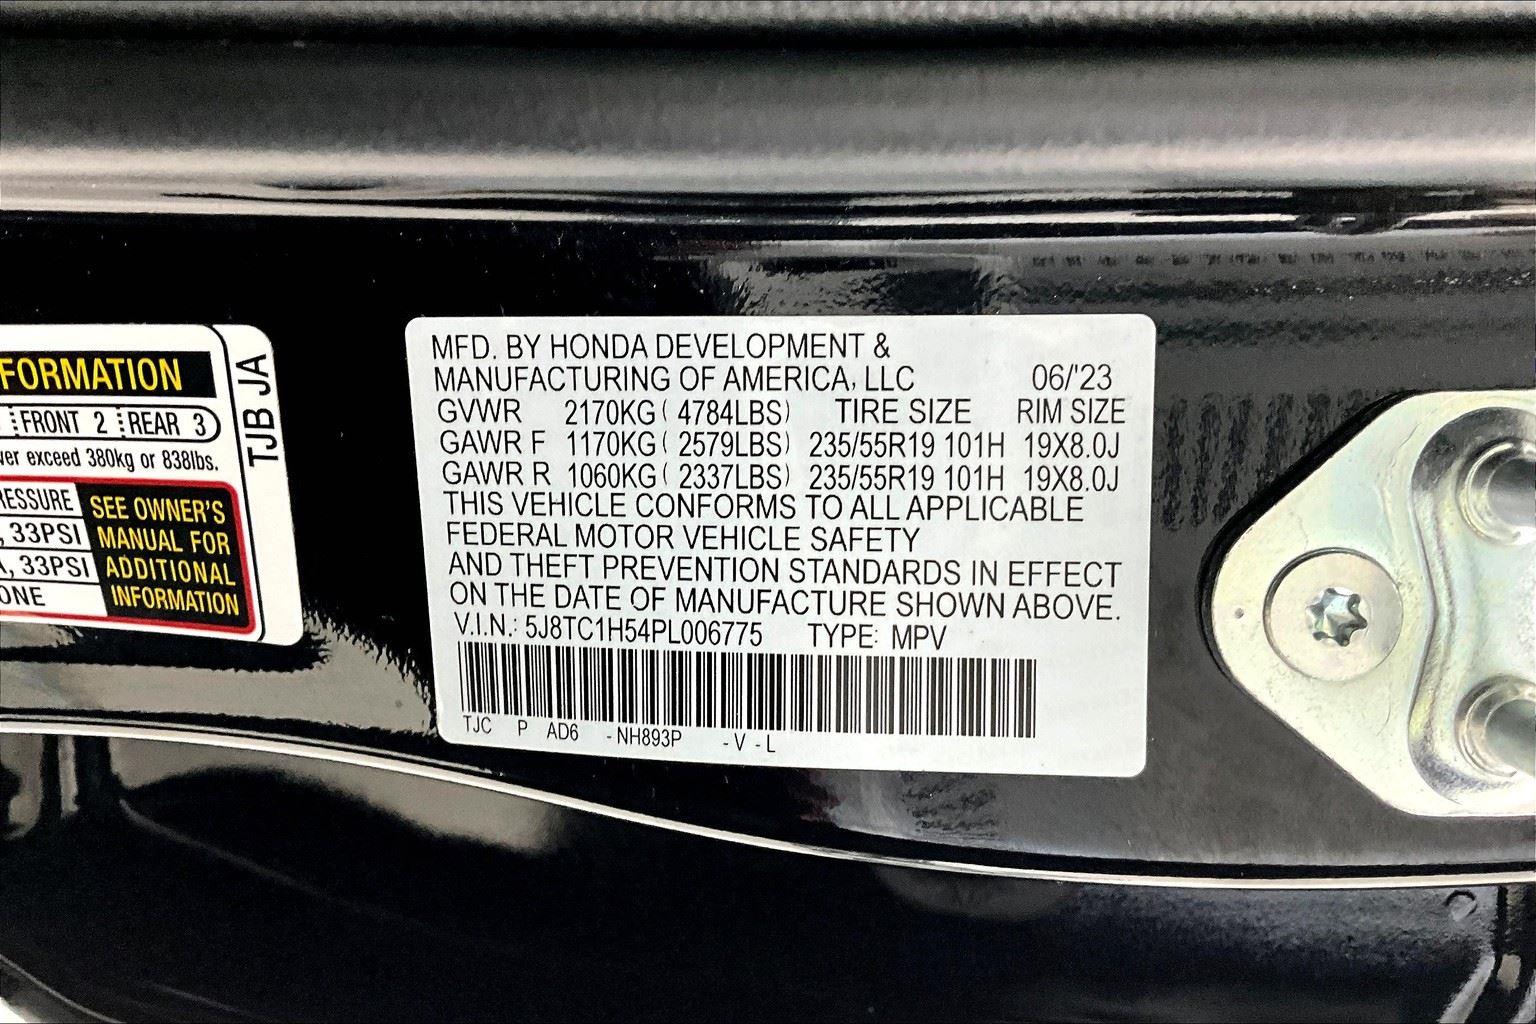 FORMATION
FRONT 2 REAR 3
ver exceed 380kg or 838lbs.
RESSURE
, 33PSI
, 33PSI
ONE
SEE OWNER'S
MANUAL FOR
ADDITIONAL
INFORMATION
TJB JA
MFD. BY HONDA DEVELOPMENT &
MANUFACTURING OF AMERICA, LLC 06/'23
GVWR 2170KG ( 4784LBS) TIRE SIZE RIM SIZE
GAWR F 1170KG ( 2579LBS) 235/55R19 101H 19X8.0J
GAWR R 1060KG ( 2337LBS) 235/55R19 101H 19X8.0J
THIS VEHICLE CONFORMS TO ALL APPLICABLE
FEDERAL MOTOR VEHICLE SAFETY
AND THEFT PREVENTION STANDARDS IN EFFECT
ON THE DATE OF MANUFACTURE SHOWN ABOVE.
V.I.N.: 5J8TC1H54PL006775 TYPE: MPV
TJC P AD6 -NH893P -V -L